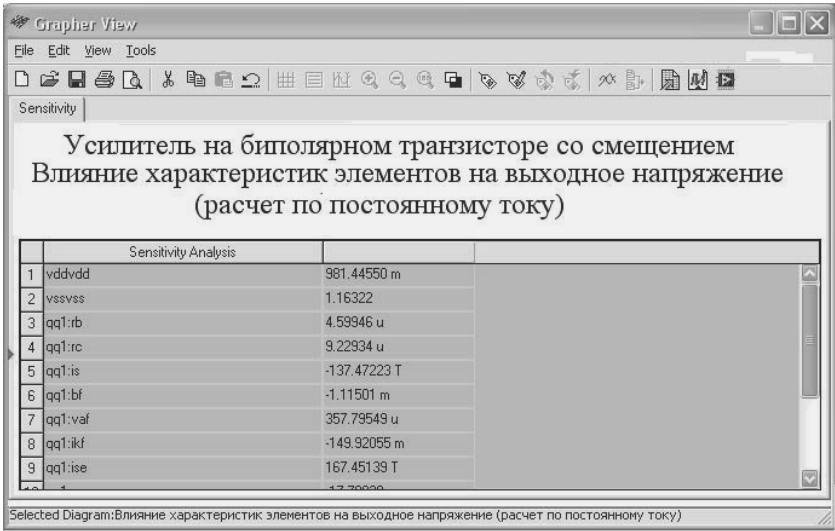 Grapher View
File Edit View Tools
Sensitivity
Усилитель на биполярном транзисторе со смещением
Влияние характеристик элементов на выходное напряжение
(расчет по постоянному току)
Sensitivity Analysis
1 vddvdd 981.44550 m
2 vssvss 1.16322
3 qq1:rb 4.59946 u
4 qq1:rc 9.22934 u
5 qq1:is -137.47223 T
6 qq1:bf -1.11501 m
7 qq1:vaf 357.79549 u
8 qq1:ikf -149.92055 m
9 qq1:ise 167.45139 T
Selected Diagram:Влияние характеристик элементов на выходное напряжение (расчет по постоянному току)